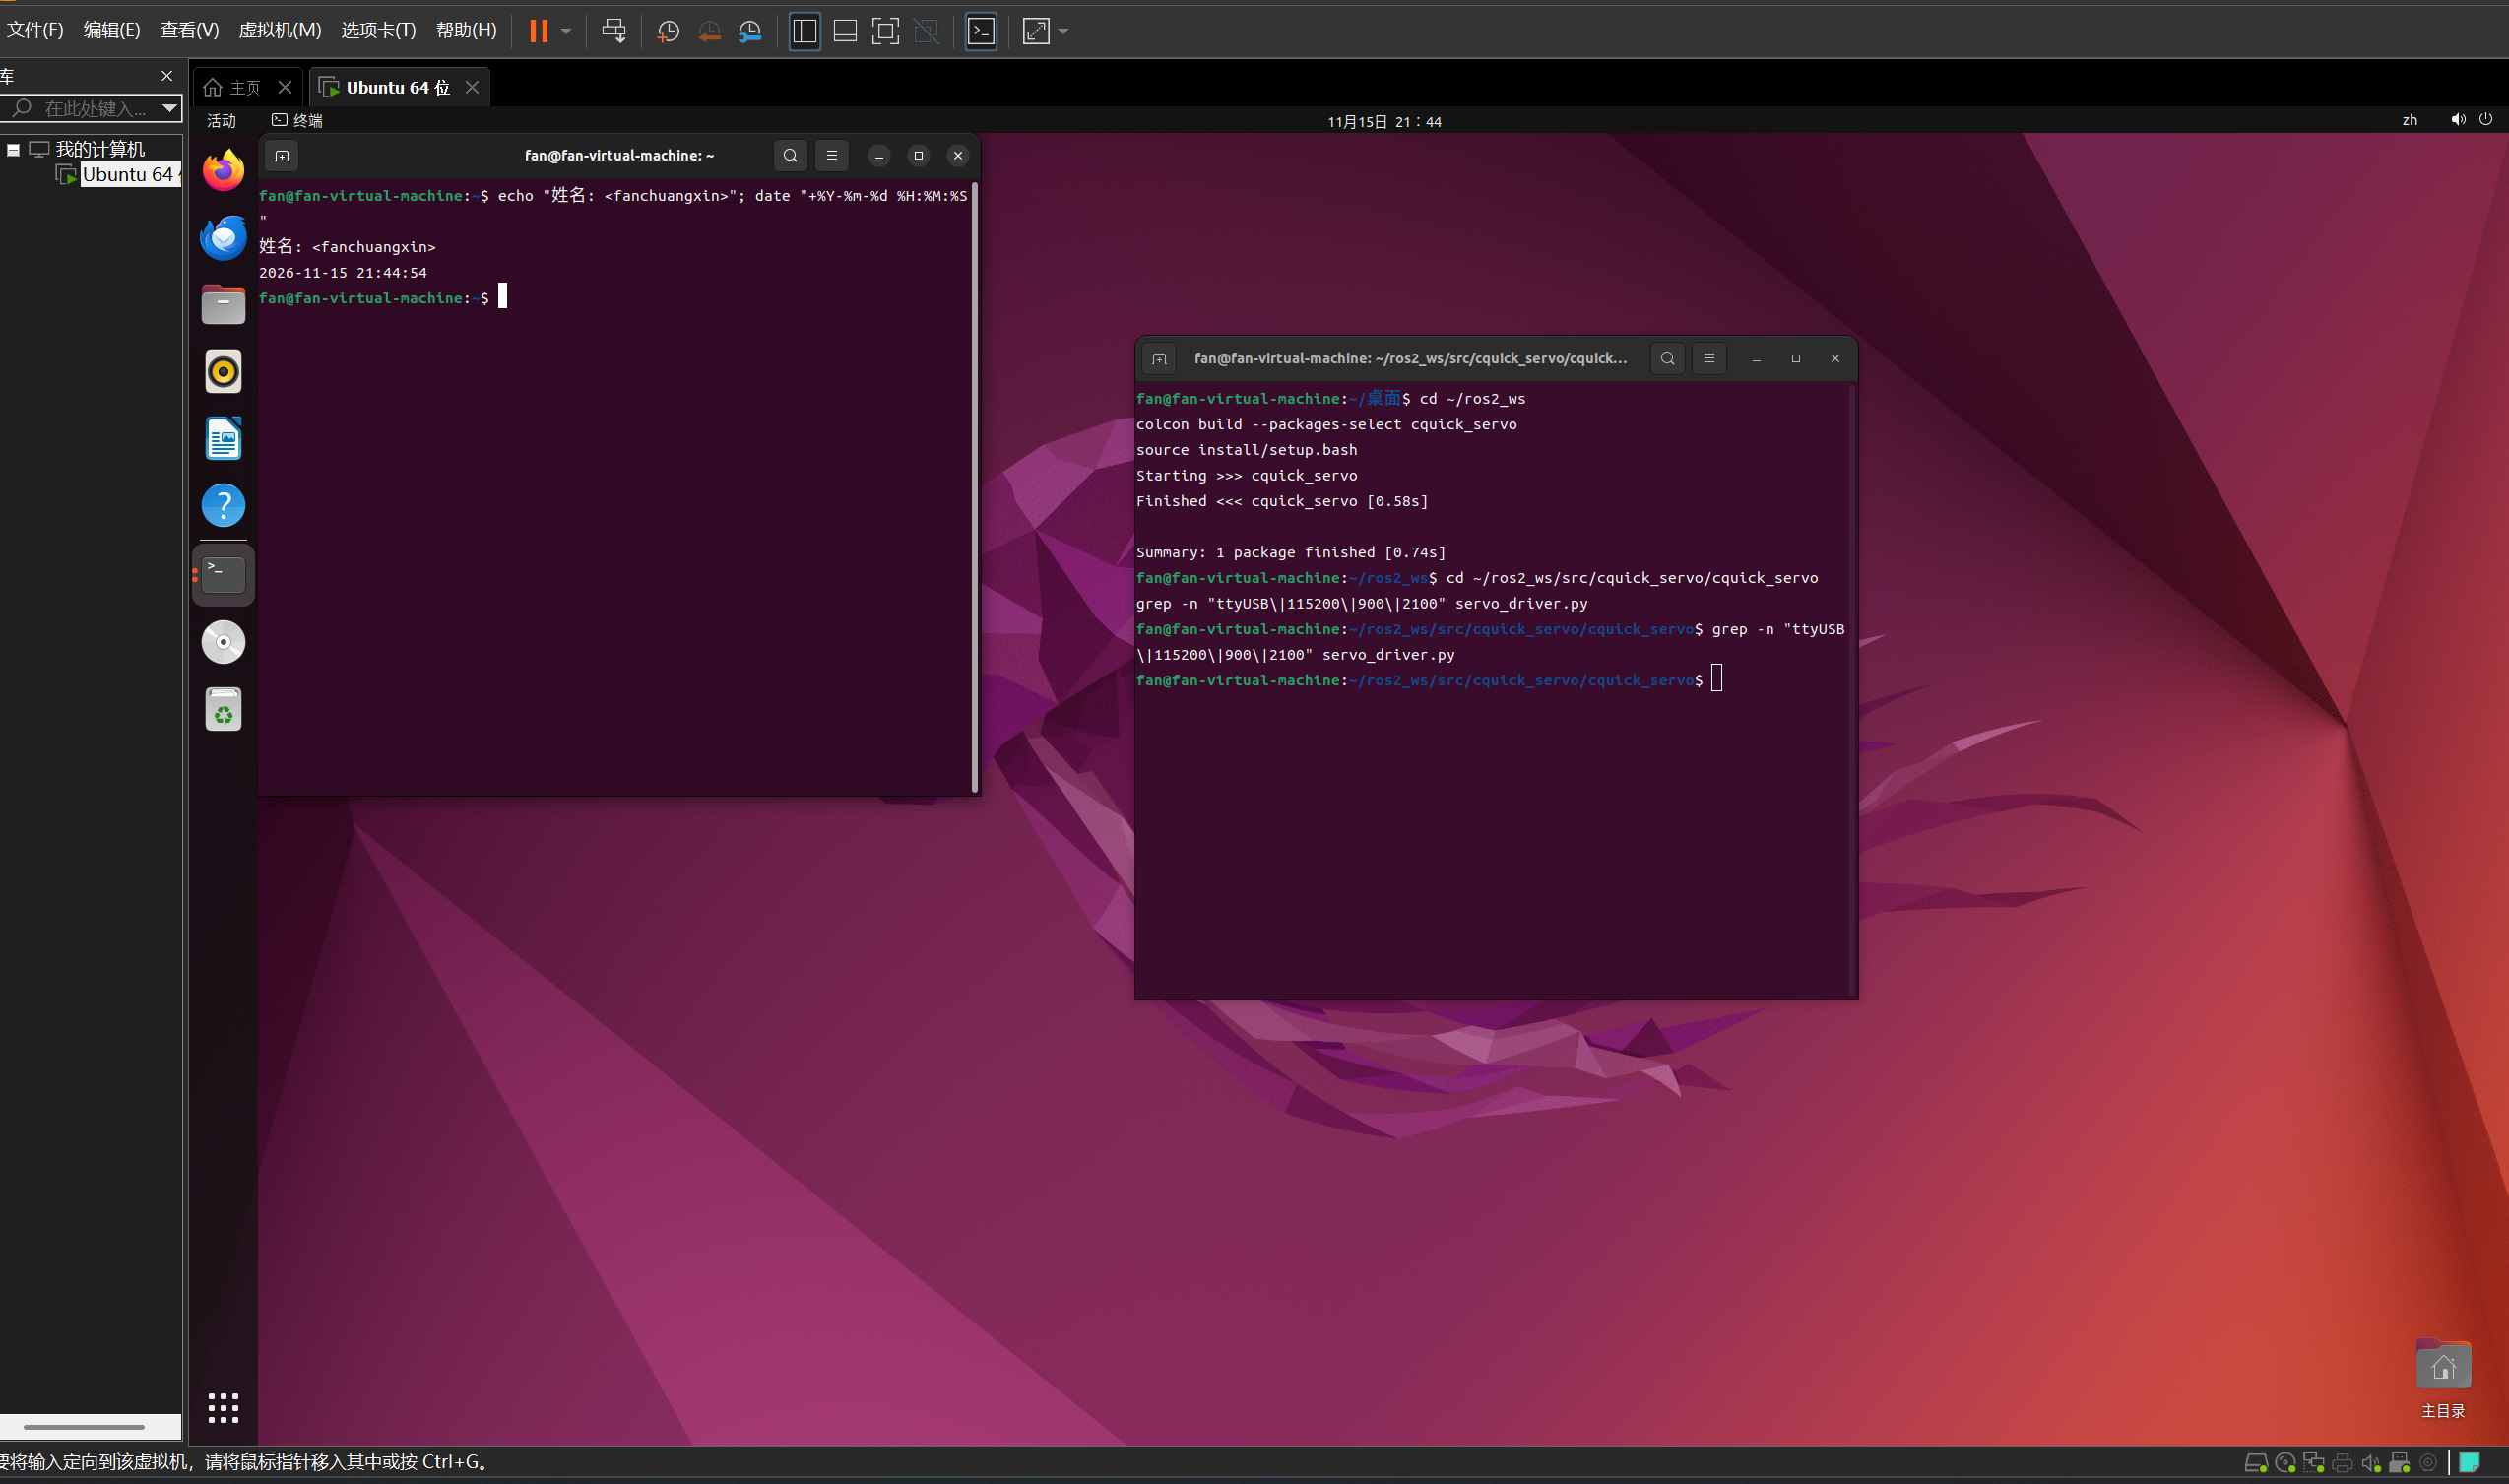 文件(F) 编辑(E) 查看(V) 虚拟机(M) 选项卡(T) 帮助(H)
库
在此处键入...
我的计算机
Ubuntu 64
主页
Ubuntu 64 位
活动 终端 11月15日 21：44 zh
fan@fan-virtual-machine: ~
fan@fan-virtual-machine:~$ echo "姓名: <fanchuangxin>"; date "+%Y-%m-%d %H:%M:%S
"
姓名: <fanchuangxin>
2026-11-15 21:44:54
fan@fan-virtual-machine:~$
fan@fan-virtual-machine: ~/ros2_ws/src/cquick_servo/cquick...
fan@fan-virtual-machine:~/桌面$ cd ~/ros2_ws
colcon build --packages-select cquick_servo
source install/setup.bash
Starting >>> cquick_servo
Finished <<< cquick_servo [0.58s]
Summary: 1 package finished [0.74s]
fan@fan-virtual-machine:~/ros2_ws$ cd ~/ros2_ws/src/cquick_servo/cquick_servo
grep -n "ttyUSB\|115200\|900\|2100" servo_driver.py
fan@fan-virtual-machine:~/ros2_ws/src/cquick_servo/cquick_servo$ grep -n "ttyUSB
\|115200\|900\|2100" servo_driver.py
fan@fan-virtual-machine:~/ros2_ws/src/cquick_servo/cquick_servo$
主目录
要将输入定向到该虚拟机，请将鼠标指针移入其中或按 Ctrl+G。